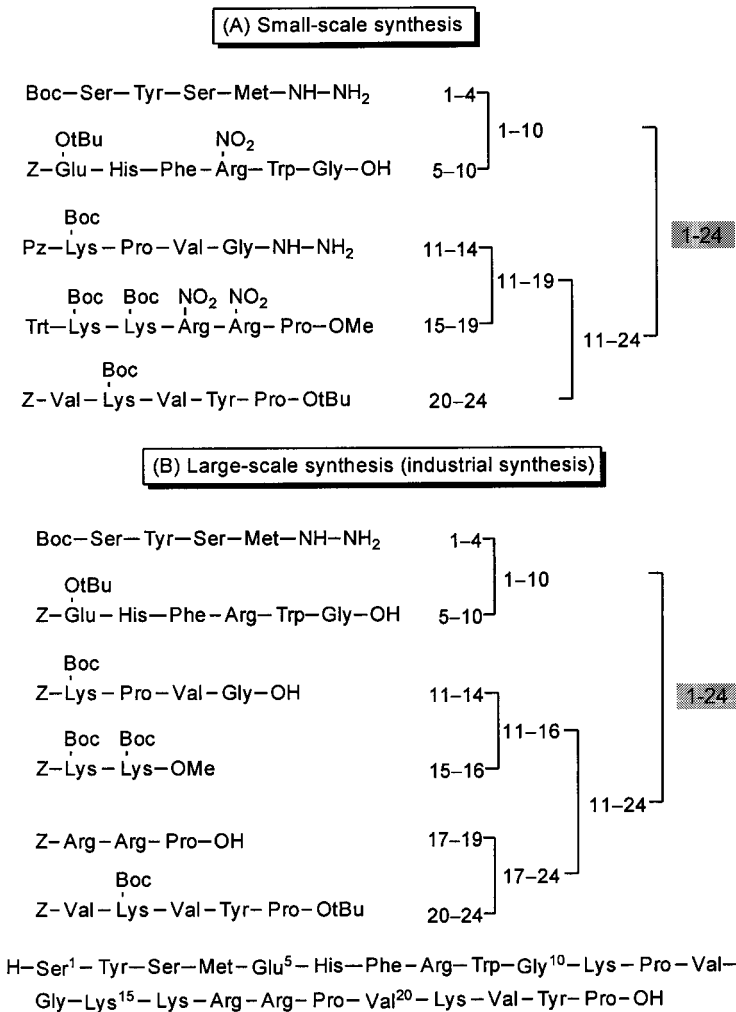 (A) Small-scale synthesis
Boc–Ser–Tyr–Ser–Met–NH–NH₂ 1–4
1–10
OtBu NO₂
Z–Glu–His–Phe–Arg–Trp–Gly–OH 5–10
1-24
Boc
Pz–Lys–Pro–Val–Gly–NH–NH₂ 11–14
11–19
Boc Boc NO₂ NO₂
Trt–Lys–Lys–Arg–Arg–Pro–OMe 15–19
11–24
Boc
Z–Val–Lys–Val–Tyr–Pro–OtBu 20–24
(B) Large-scale synthesis (industrial synthesis)
Boc–Ser–Tyr–Ser–Met–NH–NH₂ 1–4
1–10
OtBu
Z–Glu–His–Phe–Arg–Trp–Gly–OH 5–10
Boc
Z–Lys–Pro–Val–Gly–OH 11–14
1-24
11–16
Boc Boc
Z–Lys–Lys–OMe 15–16
11–24
Z–Arg–Arg–Pro–OH 17–19
17–24
Boc
Z–Val–Lys–Val–Tyr–Pro–OtBu 20–24
H–Ser¹–Tyr–Ser–Met–Glu⁵–His–Phe–Arg–Trp–Gly¹⁰–Lys–Pro–Val–
Gly–Lys¹⁵–Lys–Arg–Arg–Pro–Val²⁰–Lys–Val–Tyr–Pro–OH